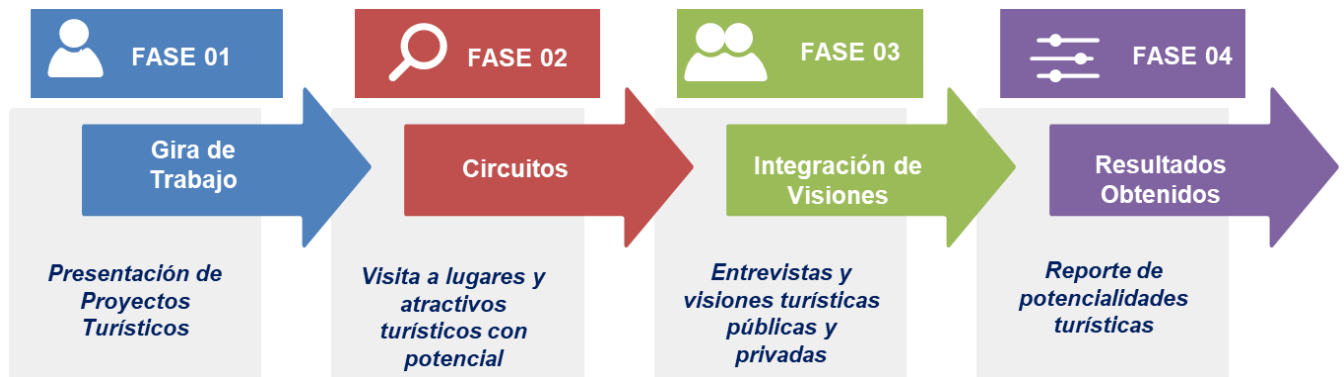 FASE 01
Gira de
Trabajo
Presentación de
Proyectos
Turísticos
FASE 02
Circuitos
Visita a lugares y
atractivos
turísticos con
potencial
FASE 03
Integración de
Visiones
Entrevistas y
visiones turísticas
públicas y
privadas
FASE 04
Resultados
Obtenidos
Reporte de
potencialidades
turísticas